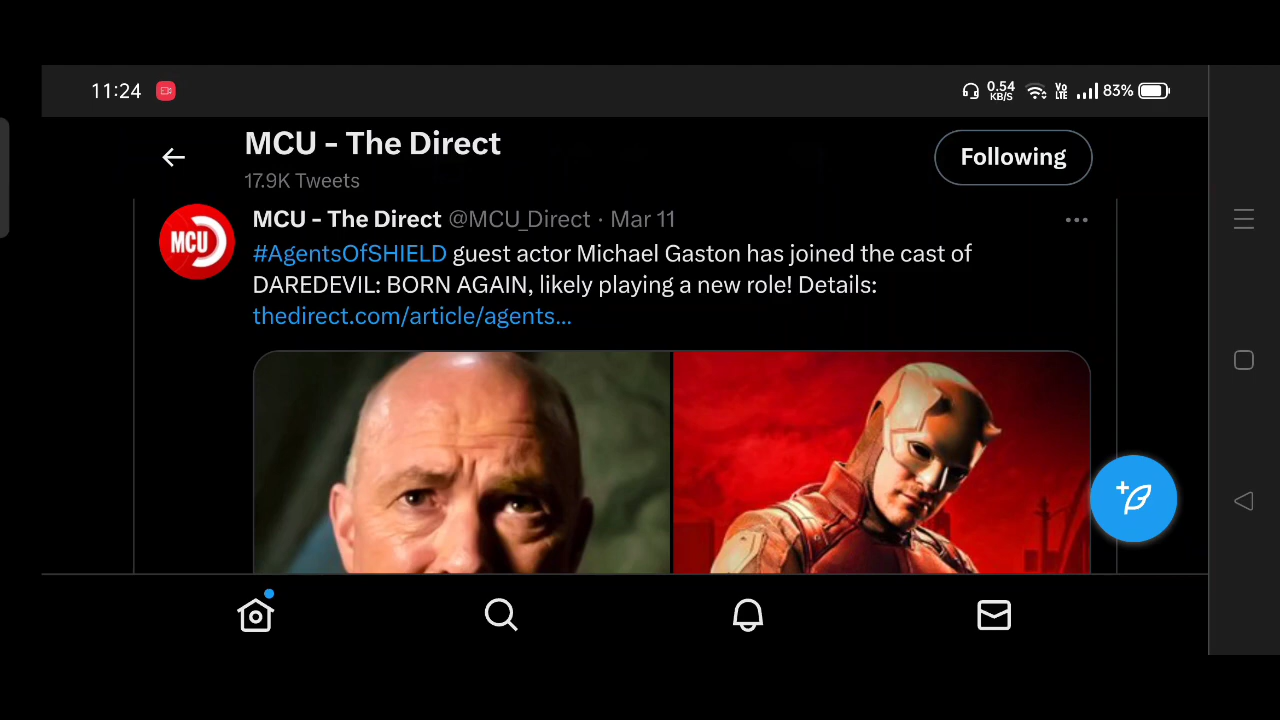 11:24
0.54 KB/S
Vo LTE
83%
MCU - The Direct
17.9K Tweets
Following
MCU
MCU - The Direct @MCU_Direct · Mar 11
#AgentsOfSHIELD guest actor Michael Gaston has joined the cast of
DAREDEVIL: BORN AGAIN, likely playing a new role! Details:
thedirect.com/article/agents...